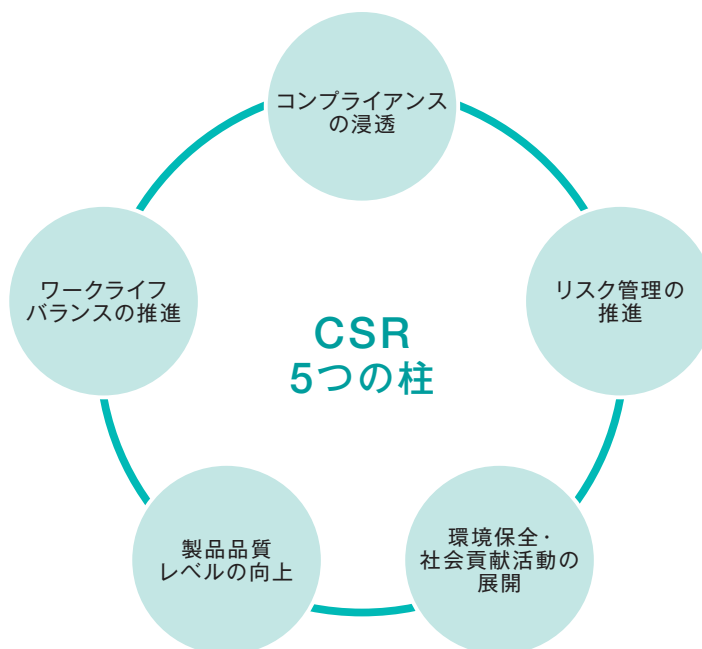 コンプライアンス
の浸透
ワークライフ
バランスの推進
リスク管理の
推進
CSR
5つの柱
製品品質
レベルの向上
環境保全・
社会貢献活動の
展開